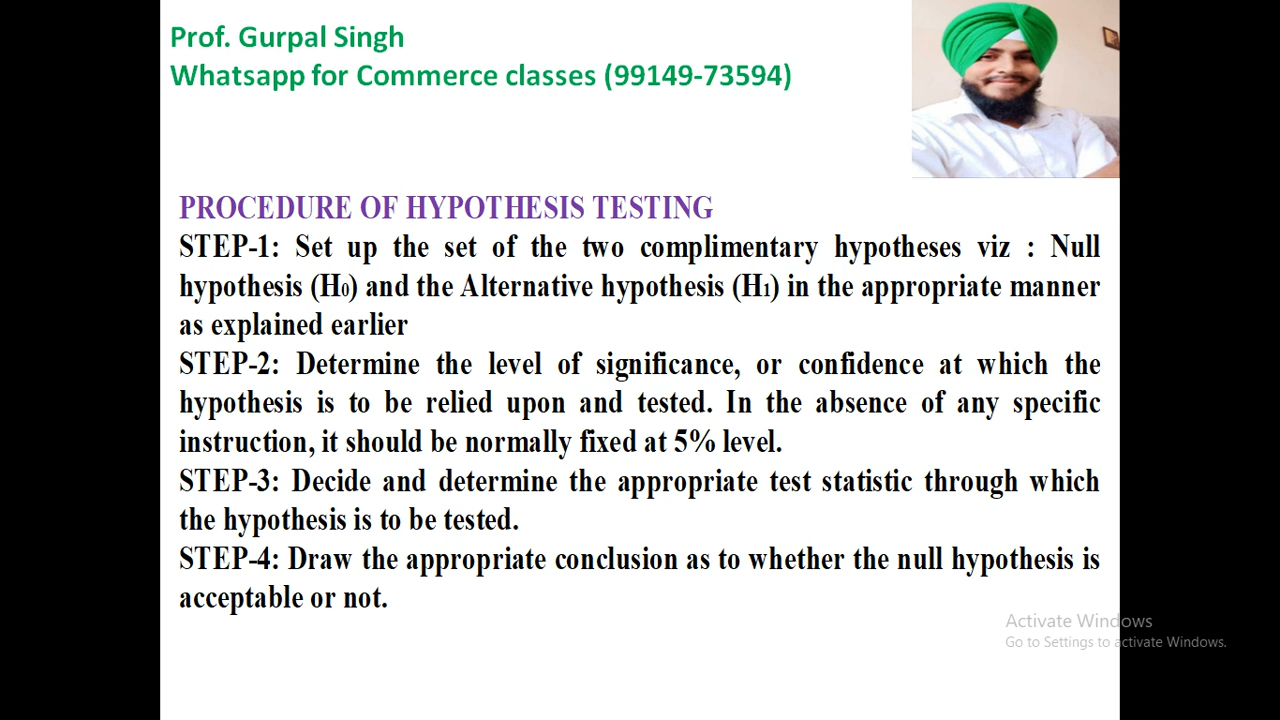 Prof. Gurpal Singh
Whatsapp for Commerce classes (99149-73594)
PROCEDURE OF HYPOTHESIS TESTING
STEP-1: Set up the set of the two complimentary hypotheses viz : Null
hypothesis (H0) and the Alternative hypothesis (H1) in the appropriate manner
as explained earlier
STEP-2: Determine the level of significance, or confidence at which the
hypothesis is to be relied upon and tested. In the absence of any specific
instruction, it should be normally fixed at 5% level.
STEP-3: Decide and determine the appropriate test statistic through which
the hypothesis is to be tested.
STEP-4: Draw the appropriate conclusion as to whether the null hypothesis is
acceptable or not.
Activate Windows
Go to Settings to activate Windows.